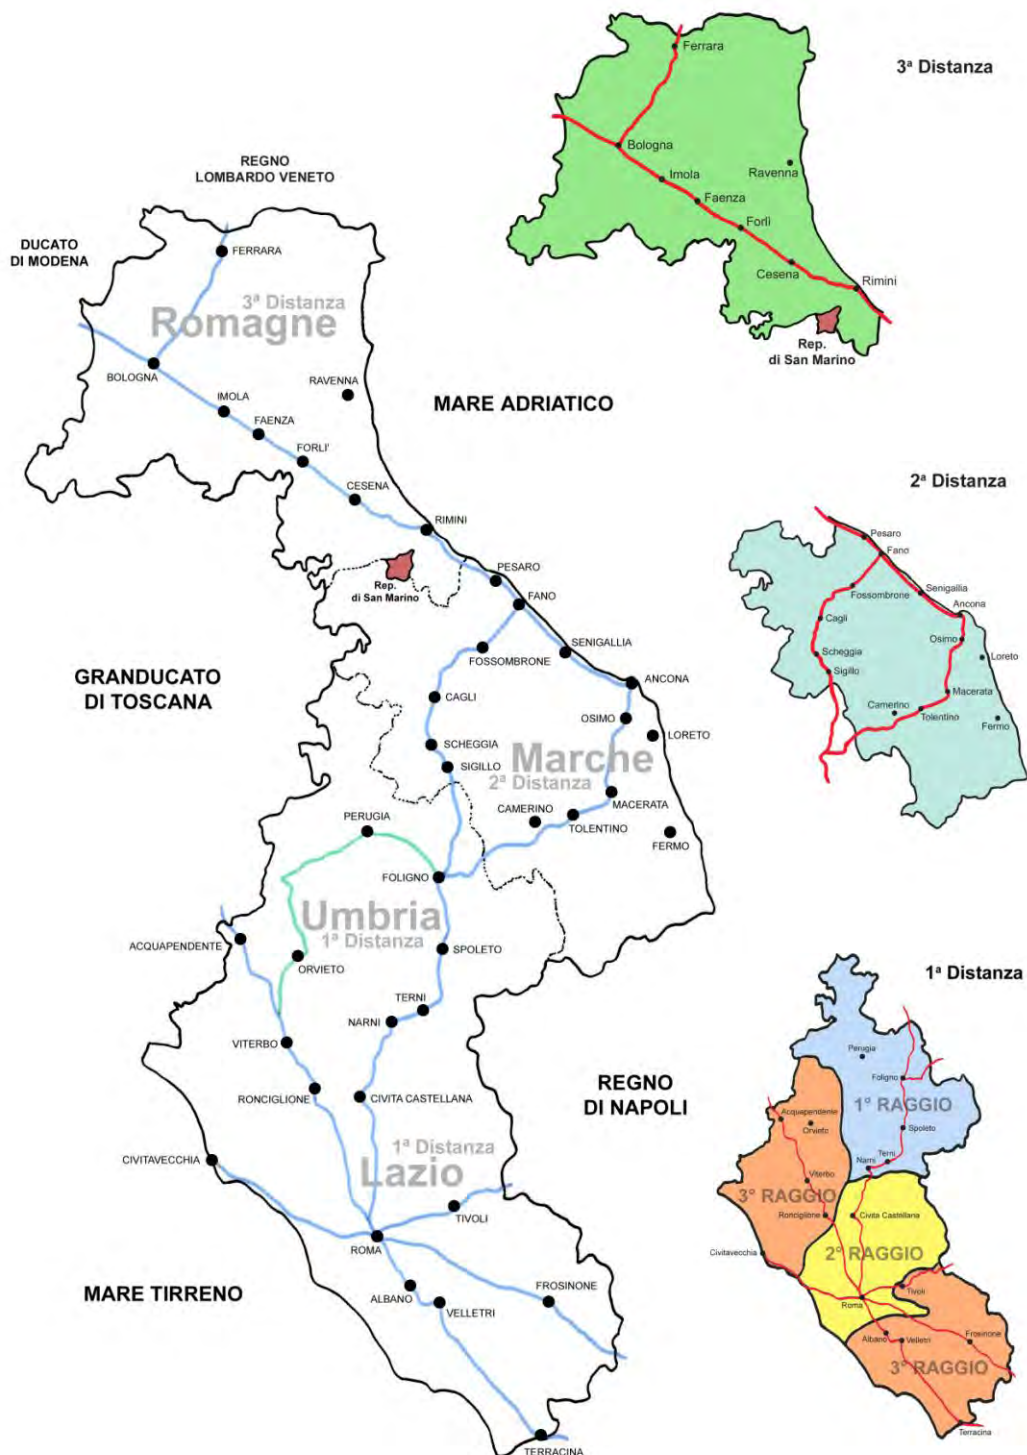 REGNO
LOMBARDO VENETO
DUCATO
DI MODENA
FERRARA
3ª Distanza
Romagne
BOLOGNA
RAVENNA
IMOLA
FAENZA
FORLI'
CESENA
RIMINI
MARE ADRIATICO
Rep.
di San Marino
PESARO
FANO
SENIGALLIA
FOSSOMBRONE
GRANDUCATO
DI TOSCANA
ANCONA
CAGLI
OSIMO
LORETO
SCHEGGIA
SIGILLO
Marche
2ª Distanza
CAMERINO
MACERATA
TOLENTINO
FERMO
PERUGIA
FOLIGNO
Umbria
1ª Distanza
ACQUAPENDENTE
ORVIETO
SPOLETO
TERNI
NARNI
VITERBO
RONCIGLIONE
CIVITA CASTELLANA
REGNO
DI NAPOLI
1ª Distanza
Lazio
CIVITAVECCHIA
TIVOLI
ROMA
MARE TIRRENO
ALBANO
VELLETRI
FROSINONE
TERRACINA
3ª Distanza
Ferrara
Bologna
Imola
Ravenna
Faenza
Forlì
Cesena
Rimini
Rep.
di San Marino
2ª Distanza
Pesaro
Fano
Senigallia
Fossombrone
Ancona
Cagli
Osimo
Loreto
Scheggia
Sigillo
Macerata
Camerino
Tolentino
Fermo
1ª Distanza
Perugia
Foligno
1° RAGGIO
Acquapendente
Orvieto
Spoleto
Terni
Narni
Viterbo
3° RAGGIO
Ronciglione
Civita Castellana
2° RAGGIO
Civitavecchia
Tivoli
Roma
Albano
Velletri
Frosinone
3° RAGGIO
Terracina